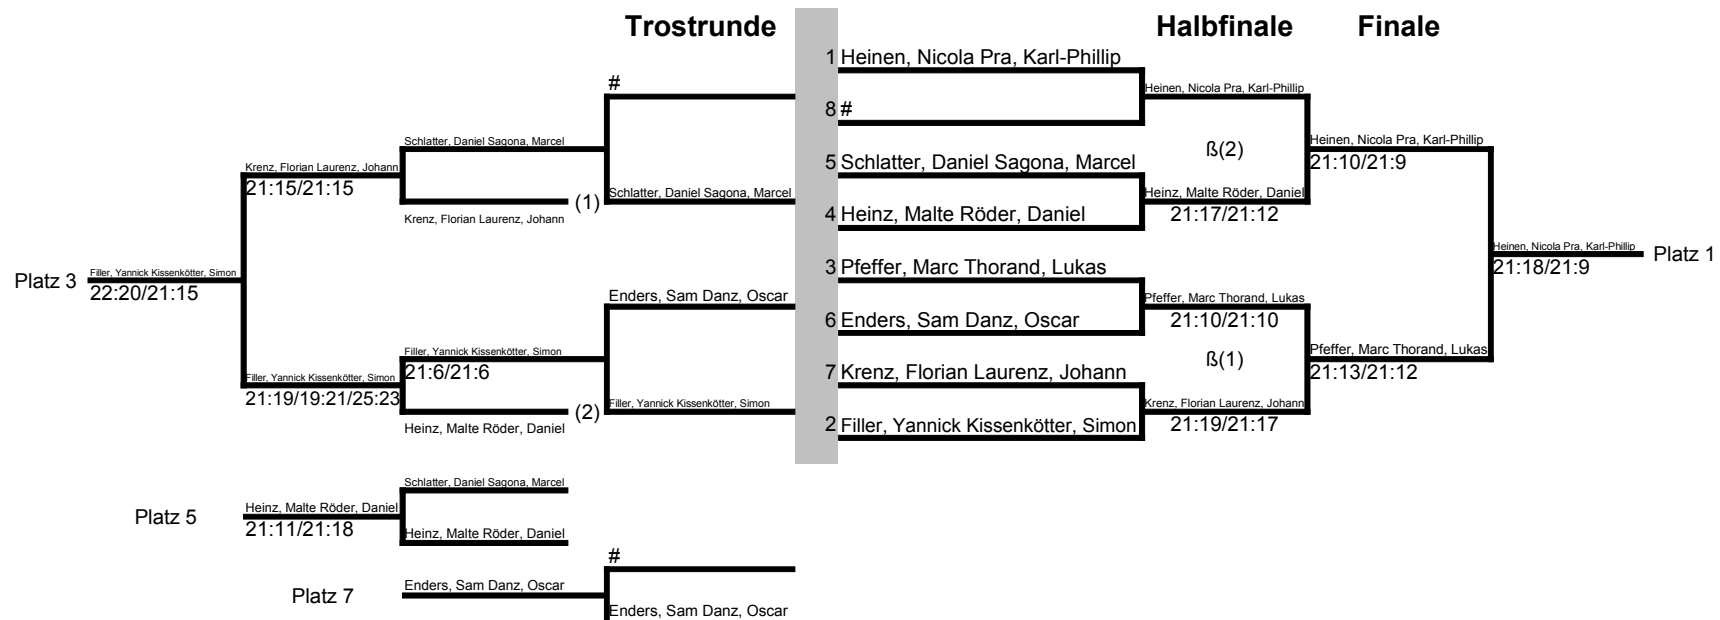 Trostrunde
Halbfinale
Finale
1 Heinen, Nicola Pra, Karl-Phillip
#
Heinen, Nicola Pra, Karl-Phillip
8 #
Schlatter, Daniel Sagona, Marcel
Heinen, Nicola Pra, Karl-Phillip
ß(2)
5 Schlatter, Daniel Sagona, Marcel
21:10/21:9
Krenz, Florian Laurenz, Johann
21:15/21:15
Schlatter, Daniel Sagona, Marcel
Heinz, Malte Röder, Daniel
(1)
Krenz, Florian Laurenz, Johann
4 Heinz, Malte Röder, Daniel
21:17/21:12
Heinen, Nicola Pra, Karl-Phillip
Platz 1
21:18/21:9
3 Pfeffer, Marc Thorand, Lukas
Platz 3
Filler, Yannick Kissenkötter, Simon
22:20/21:15
Enders, Sam Danz, Oscar
Pfeffer, Marc Thorand, Lukas
6 Enders, Sam Danz, Oscar
21:10/21:10
Filler, Yannick Kissenkötter, Simon
21:6/21:6
ß(1)
Pfeffer, Marc Thorand, Lukas
21:13/21:12
7 Krenz, Florian Laurenz, Johann
Filler, Yannick Kissenkötter, Simon
21:19/19:21/25:23
Filler, Yannick Kissenkötter, Simon
Krenz, Florian Laurenz, Johann
(2)
Heinz, Malte Röder, Daniel
2 Filler, Yannick Kissenkötter, Simon
21:19/21:17
Schlatter, Daniel Sagona, Marcel
Platz 5
Heinz, Malte Röder, Daniel
21:11/21:18
Heinz, Malte Röder, Daniel
#
Platz 7
Enders, Sam Danz, Oscar
Enders, Sam Danz, Oscar